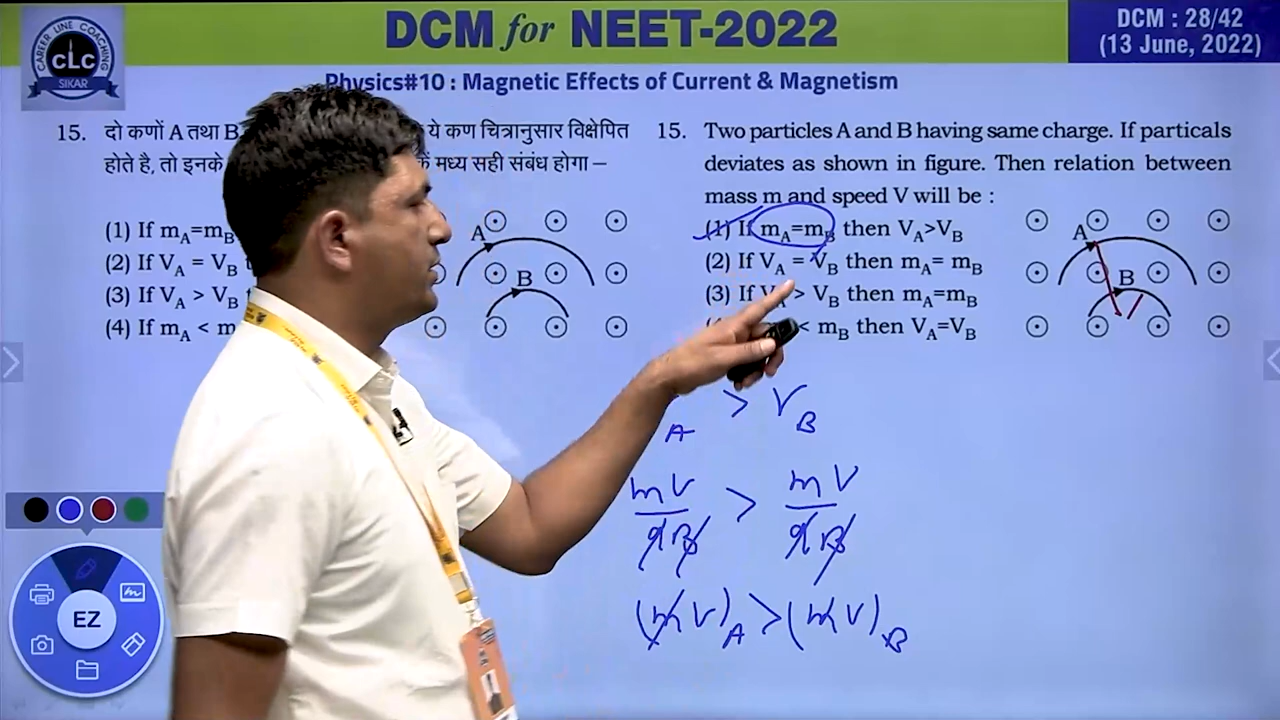 DCM for NEET-2022
DCM : 28/42
(13 June, 2022)
CAREER LINE COACHING
CLC
SIKAR
Physics#10 : Magnetic Effects of Current & Magnetism
15. दो कणों A तथा B ये कण चित्रानुसार विक्षेपित
होते है, तो इनके के मध्य सही संबंध होगा –
(1) If mA=mB
(2) If VA = VB
(3) If VA > VB
(4) If mA < m
A
B
15. Two particles A and B having same charge. If particals
deviates as shown in figure. Then relation between
mass m and speed V will be :
(1) If mA=mB then VA>VB
(2) If VA = VB then mA= mB
(3) If > VB then mA=mB
< mB then VA=VB
A
B
A > rB
mV/qB > mV/qB
(mV)A > (mV)B
EZ